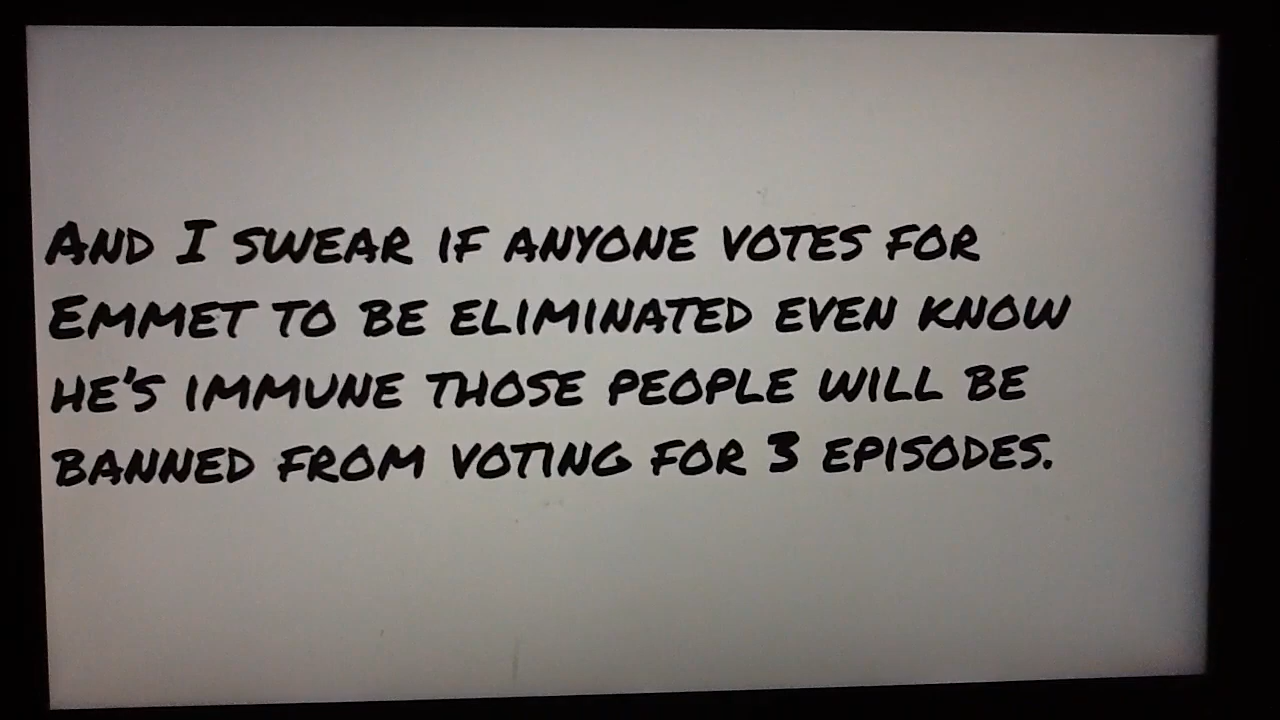 And I swear if anyone votes for
Emmet to be eliminated even know
he's immune those people will be
banned from voting for 3 episodes.